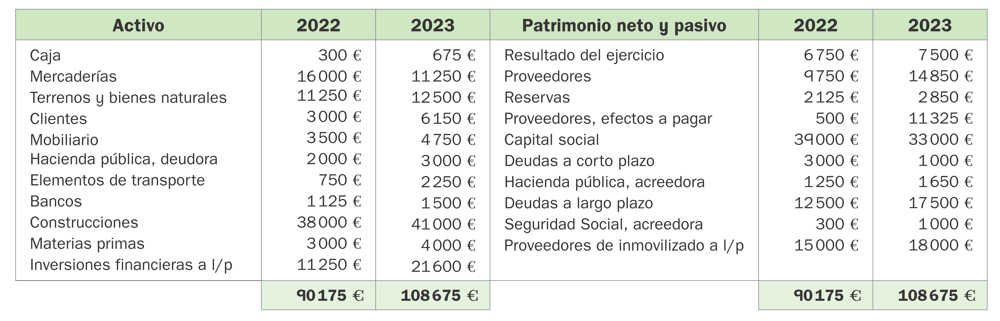 Activo 2022 2023 Patrimonio neto y pasivo 2022 2023
Caja 300 € 675 € Resultado del ejercicio 6 750 € 7 500 €
Mercaderías 16 000 € 11 250 € Proveedores 9 750 € 14 850 €
Terrenos y bienes naturales 11 250 € 12 500 € Reservas 2 125 € 2 850 €
Clientes 3 000 € 6 150 € Proveedores, efectos a pagar 500 € 11 325 €
Mobiliario 3 500 € 4 750 € Capital social 39 000 € 33 000 €
Hacienda pública, deudora 2 000 € 3 000 € Deudas a corto plazo 3 000 € 1 000 €
Elementos de transporte 750 € 2 250 € Hacienda pública, acreedora 1 250 € 1 650 €
Bancos 1 125 € 1 500 € Deudas a largo plazo 12 500 € 17 500 €
Construcciones 38 000 € 41 000 € Seguridad Social, acreedora 300 € 1 000 €
Materias primas 3 000 € 4 000 € Proveedores de inmovilizado a l/p 15 000 € 18 000 €
Inversiones financieras a l/p 11 250 € 21 600 €
90 175 € 108 675 € 90 175 € 108 675 €